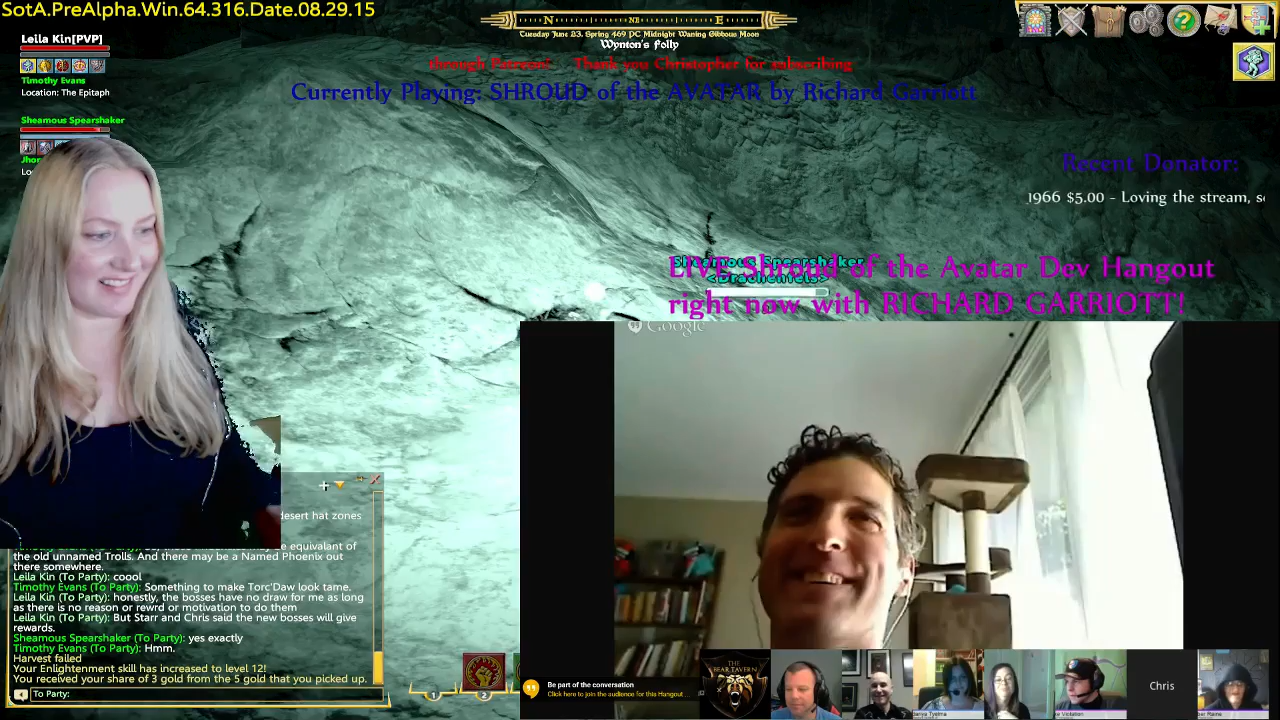 SotA.PreAlpha.Win.64.316.Date.08.29.15
N NE E
Tuesday June 23, Spring 469 PC Midnight Waning Gibbous Moon
Wynton's Folly
Leila Kin[PVP]
Timothy Evans
Location: The Epitaph
Sheamous Spearshaker
through Patreon! Thank you Christopher for subscribing
Currently Playing: SHROUD of the AVATAR by Richard Garriott
Recent Donator:
1966 $5.00 - Loving the stream,
Sheamous Spearshaker
LIVE Shroud of the Avatar Dev Hangout
right now with RICHARD GARRIOTT!
Google
desert hat zones
equivalant of
the old unnamed Trolls. And there may be a Named Phoenix out
there somewhere.
Leila Kin (To Party): coool
Timothy Evans (To Party): Something to make Torc'Daw look tame.
Leila Kin (To Party): honestly, the bosses have no draw for me as long
as there is no reason or rewrd or motivation to do them
Leila Kin (To Party): But Starr and Chris said the new bosses will give
rewards.
Sheamous Spearshaker (To Party): yes exactly
Timothy Evans (To Party): Hmm.
Harvest failed
Your Enlightenment skill has increased to level 12!
You received your share of 3 gold from the 5 gold that you picked up.
To Party:
1 2
Be part of the conversation
Click here to join the audience for this Hangout...
THE
BEAR TAVERN
Chris